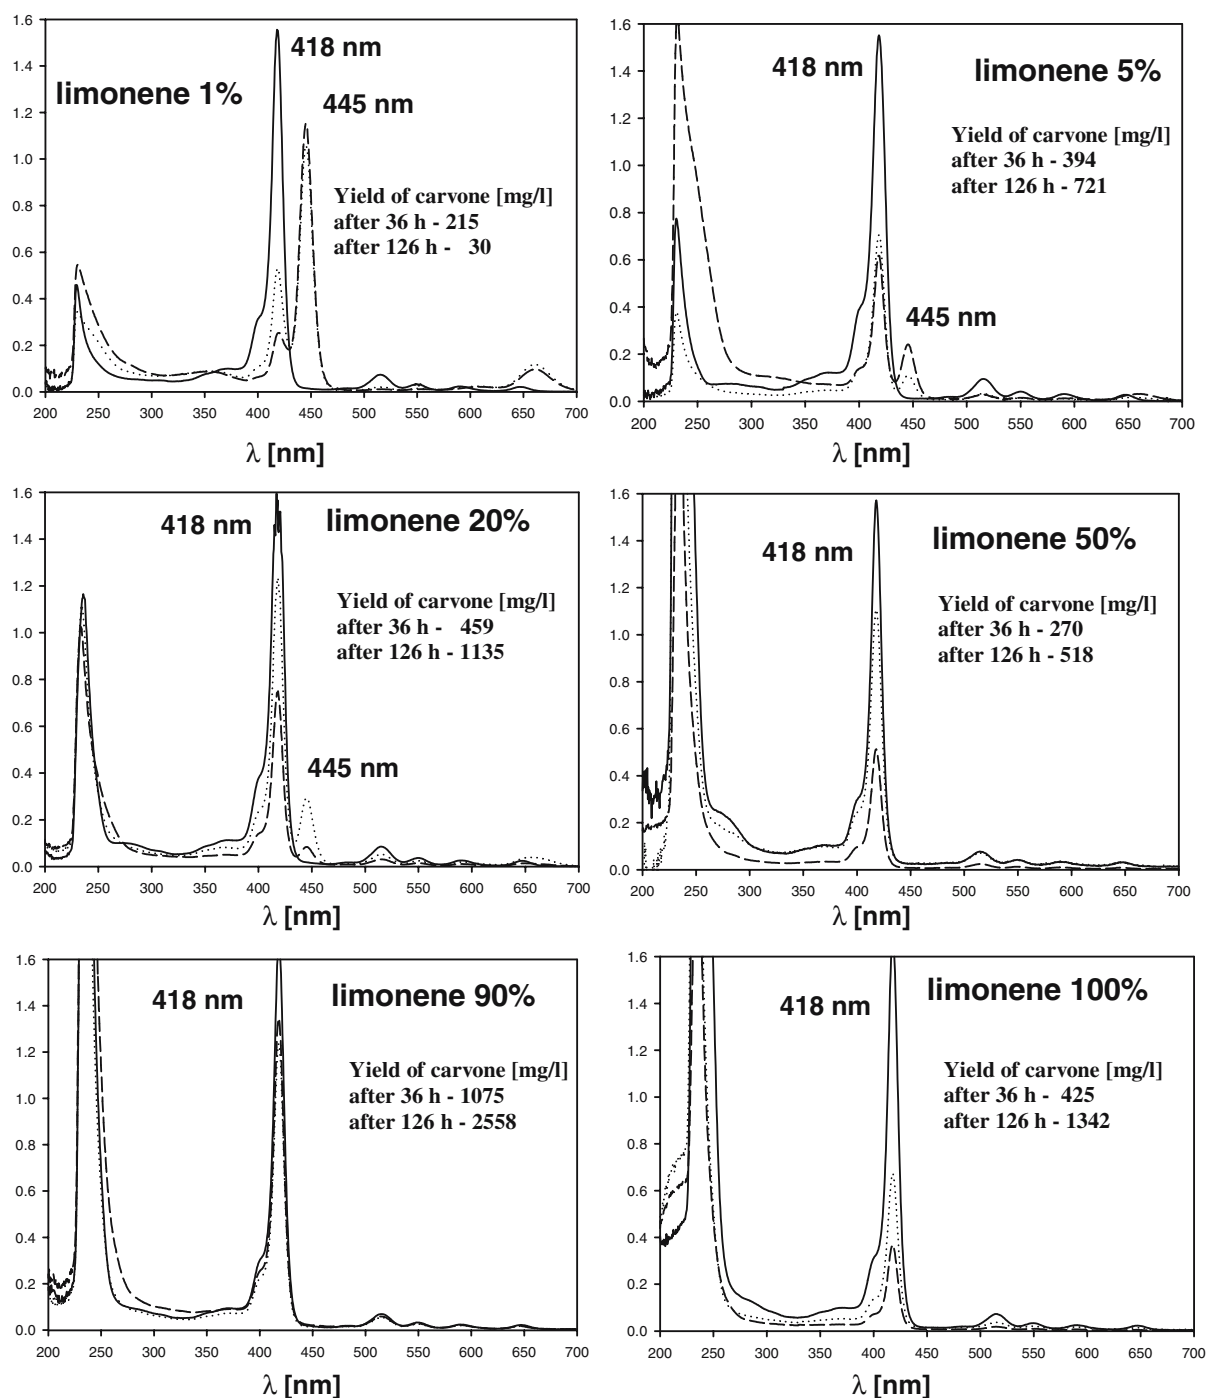 limonene 1%
418 nm
445 nm
Yield of carvone [mg/l]
after 36 h - 215
after 126 h - 30
1.6
1.4
1.2
1.0
0.8
0.6
0.4
0.2
0.0
200 250 300 350 400 450 500 550 600 650 700
λ [nm]
limonene 5%
418 nm
Yield of carvone [mg/l]
after 36 h - 394
after 126 h - 721
445 nm
1.6
1.4
1.2
1.0
0.8
0.6
0.4
0.2
0.0
200 250 300 350 400 450 500 550 600 650 700
λ [nm]
limonene 20%
418 nm
Yield of carvone [mg/l]
after 36 h - 459
after 126 h - 1135
445 nm
1.6
1.4
1.2
1.0
0.8
0.6
0.4
0.2
0.0
200 250 300 350 400 450 500 550 600 650 700
λ [nm]
limonene 50%
418 nm
Yield of carvone [mg/l]
after 36 h - 270
after 126 h - 518
1.6
1.4
1.2
1.0
0.8
0.6
0.4
0.2
0.0
200 250 300 350 400 450 500 550 600 650 700
λ [nm]
limonene 90%
418 nm
Yield of carvone [mg/l]
after 36 h - 1075
after 126 h - 2558
1.6
1.4
1.2
1.0
0.8
0.6
0.4
0.2
0.0
200 250 300 350 400 450 500 550 600 650 700
λ [nm]
limonene 100%
418 nm
Yield of carvone [mg/l]
after 36 h - 425
after 126 h - 1342
1.6
1.4
1.2
1.0
0.8
0.6
0.4
0.2
0.0
200 250 300 350 400 450 500 550 600 650 700
λ [nm]